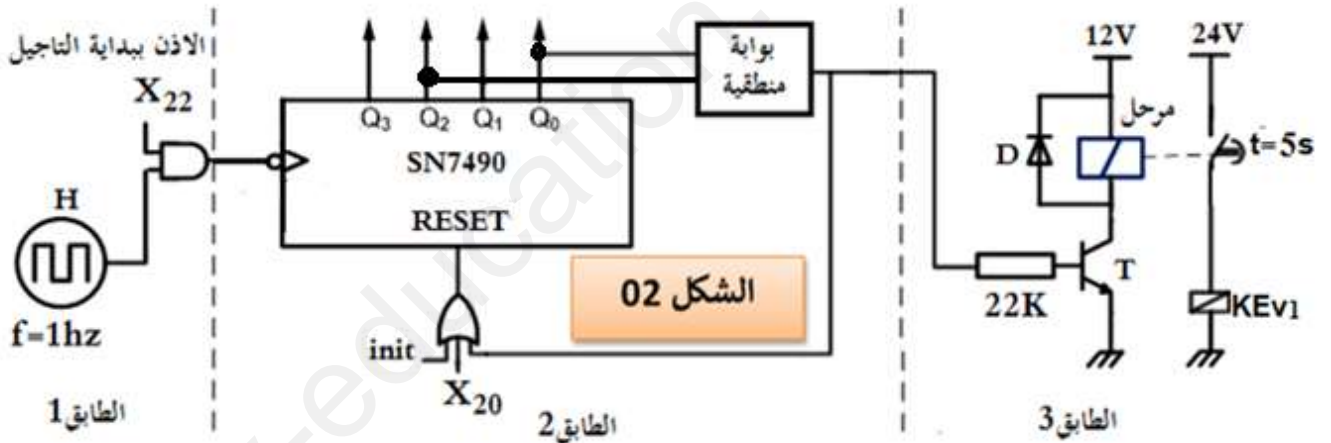 الاذن ببداية التاجيل
X22
H
f=1hz
الطابق1
Q3 Q2 Q1 Q0
SN7490
RESET
init
X20
الشكل 02
الطابق2
بوابة
منطقية
12V 24V
مرحل
D
t=5s
T
22K
KEv1
الطابق3
-education.